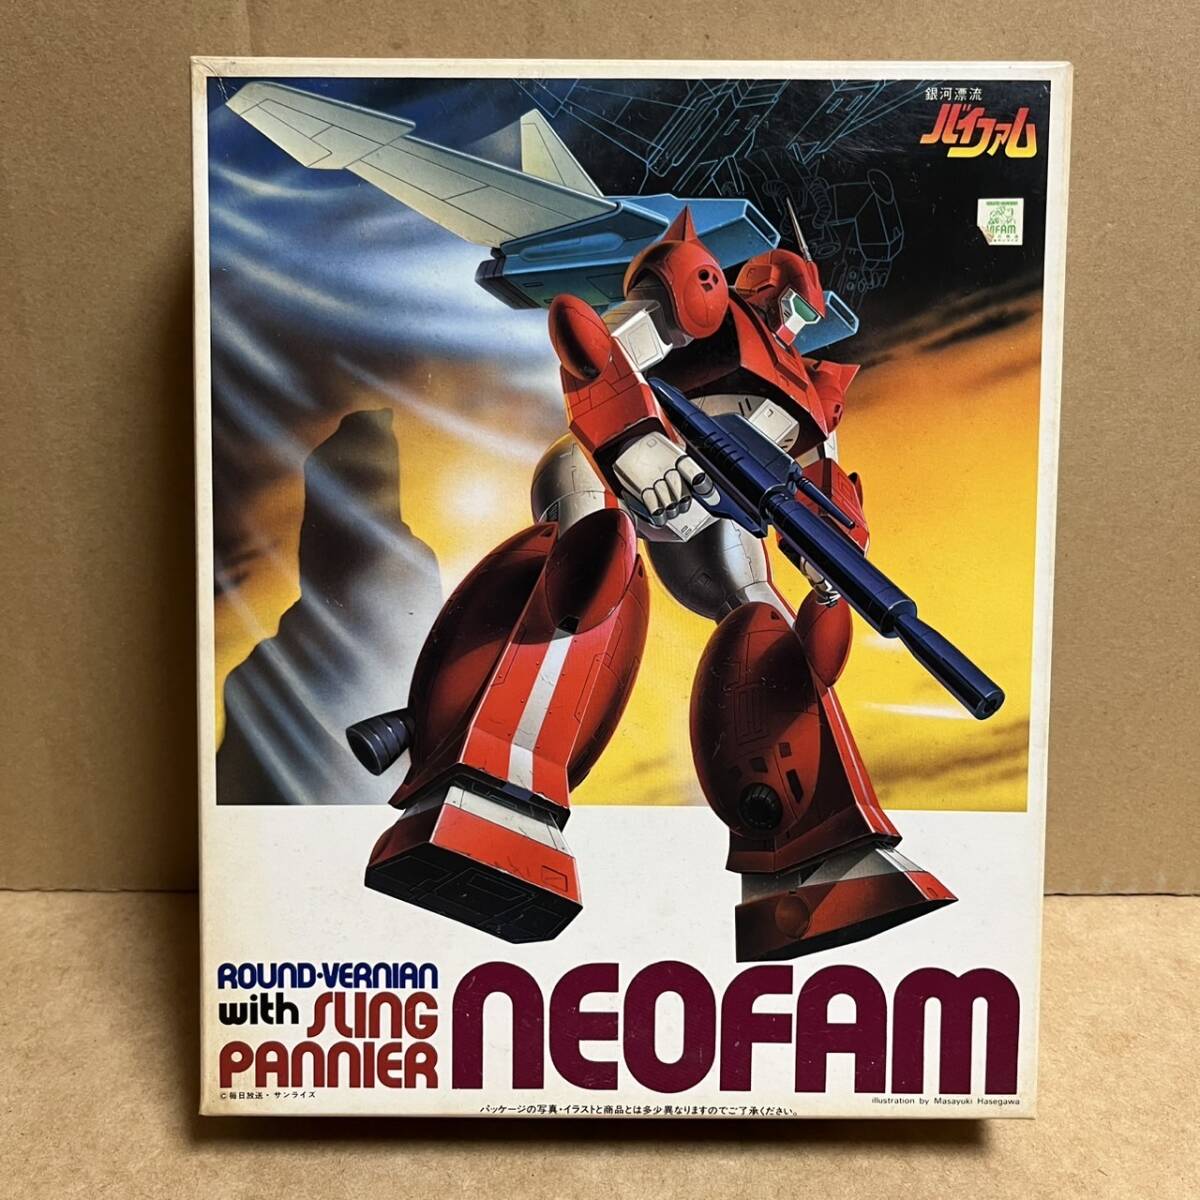 銀河漂流
バイファム
FAM
ROUND·VERNIAN
with SLING
PANNIER
NEOFAM
©毎日放送・サンライズ
パッケージの写真・イラストと商品とは多少異なりますのでご了承ください。
illustration by Masayuki Hasegawa